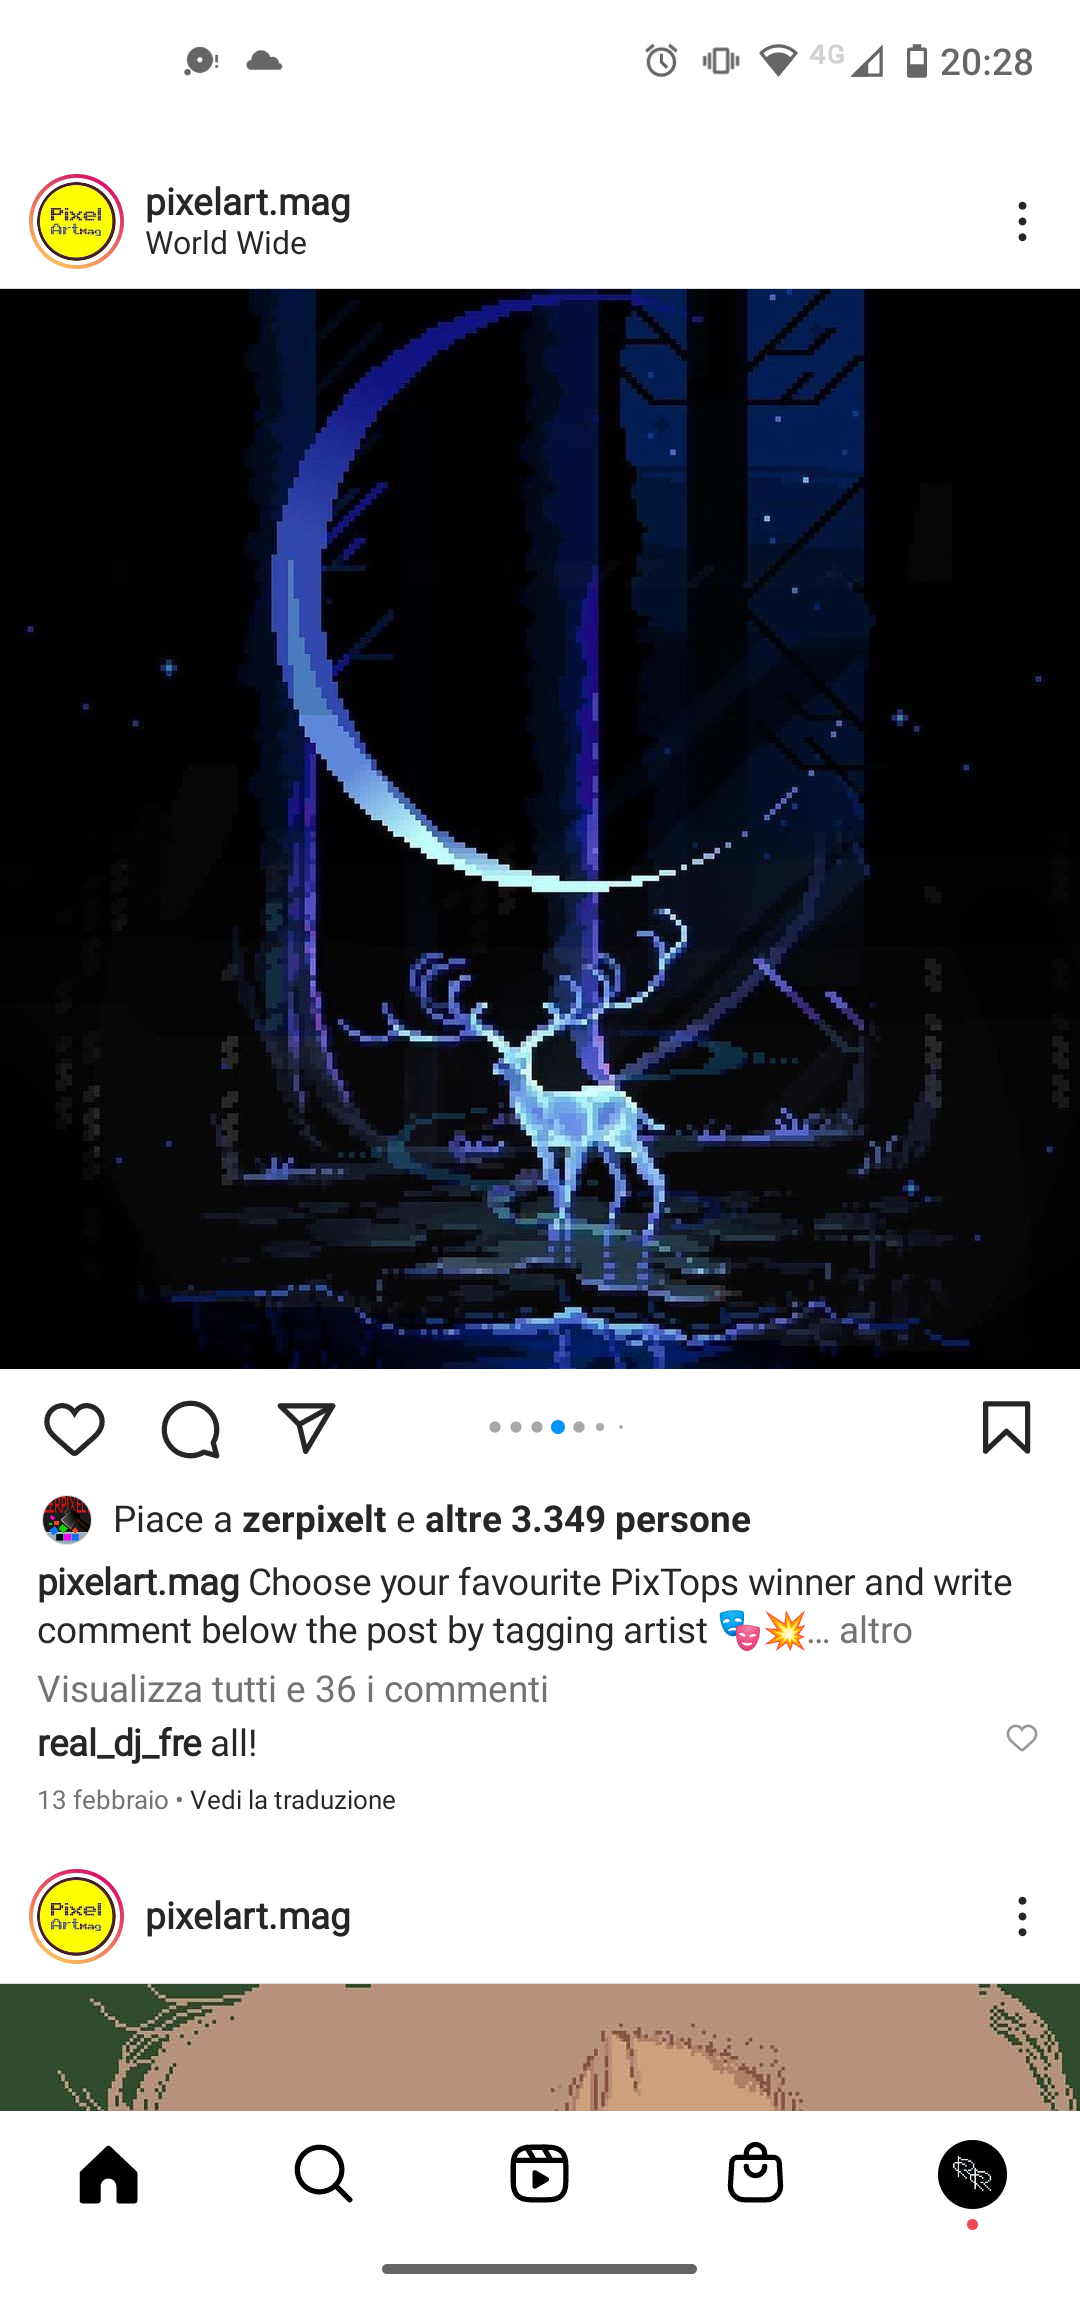 4G 20:28
Pixel
ArtMag
pixelart.mag
World Wide
Piace a zerpixelt e altre 3.349 persone
pixelart.mag Choose your favourite PixTops winner and write
comment below the post by tagging artist 🎭💥... altro
Visualizza tutti e 36 i commenti
real_dj_fre all!
13 febbraio • Vedi la traduzione
Pixel
ArtMag
pixelart.mag